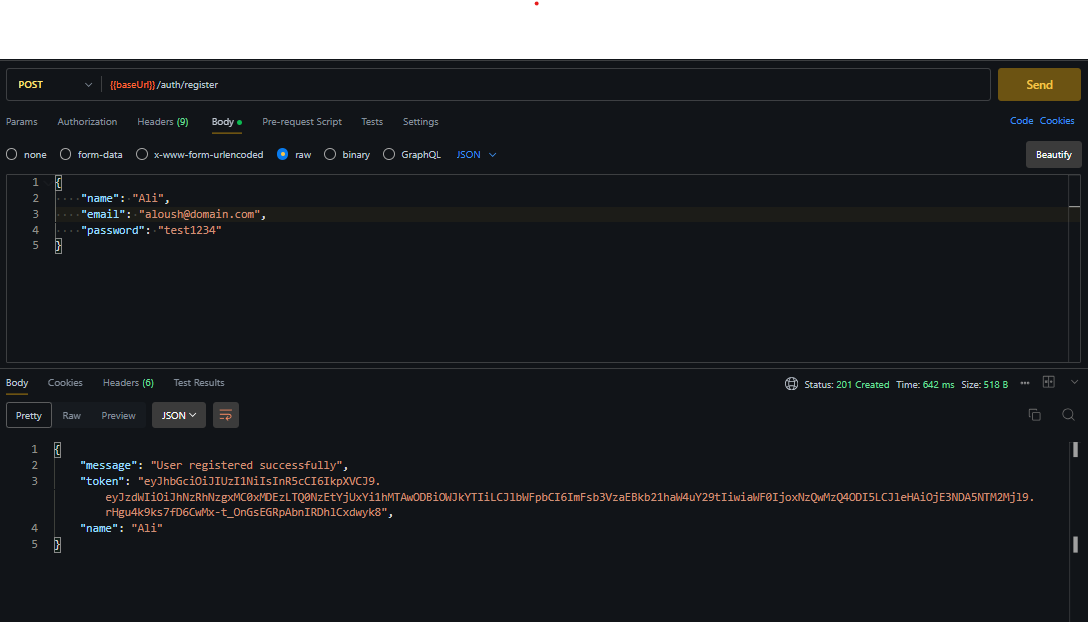 POST {{baseUrl}}/auth/register Send
Params Authorization Headers (9) Body Pre-request Script Tests Settings Code Cookies
none form-data x-www-form-urlencoded raw binary GraphQL JSON Beautify
1 {
2 "name": "Ali",
3 "email": "aloush@domain.com",
4 "password": "test1234"
5 }
Body Cookies Headers (6) Test Results Status: 201 Created Time: 642 ms Size: 518 B
Pretty Raw Preview JSON
1 {
2 "message": "User registered successfully",
3 "token": "eyJhbGciOiJIUzI1NiIsInR5cCI6IkpXVCJ9.
eyJzdWIiOiJhNzRhNzgxMC0xMDEzLTQ0NzEtYjUxYi1hMTAwODBiOWJkYTIiLCJlbWFpbCI6ImFsb3VzaEBkb21haW4uY29tIiwiaWF0IjoxNzQwMzQ4ODI5LCJleHAiOjE3NDA5NTM2Mjl9.
rHgu4k9ks7fD6CwMx-t_OnGsEGRpAbnIRDhlCxdwyk8",
4 "name": "Ali"
5 }